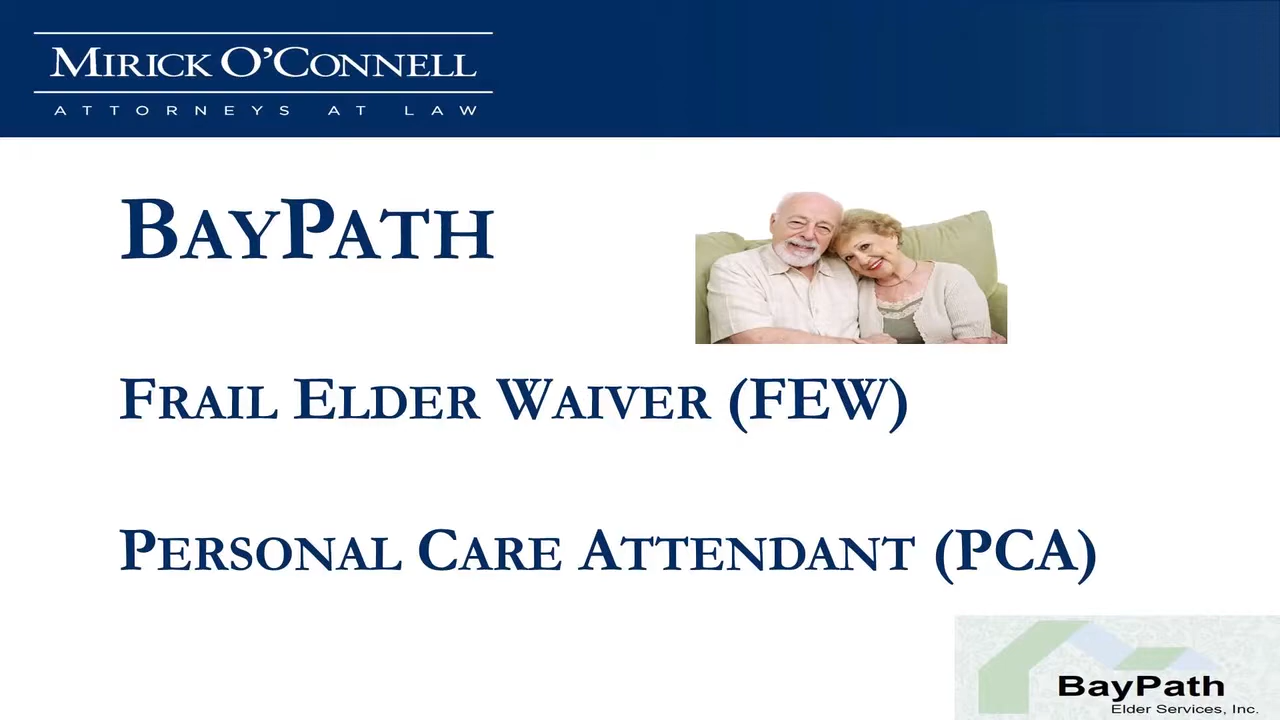 MIRICK O'CONNELL
ATTORNEYS AT LAW
BAYPATH
FRAIL ELDER WAIVER (FEW)
PERSONAL CARE ATTENDANT (PCA)
BayPath
Elder Services, Inc.